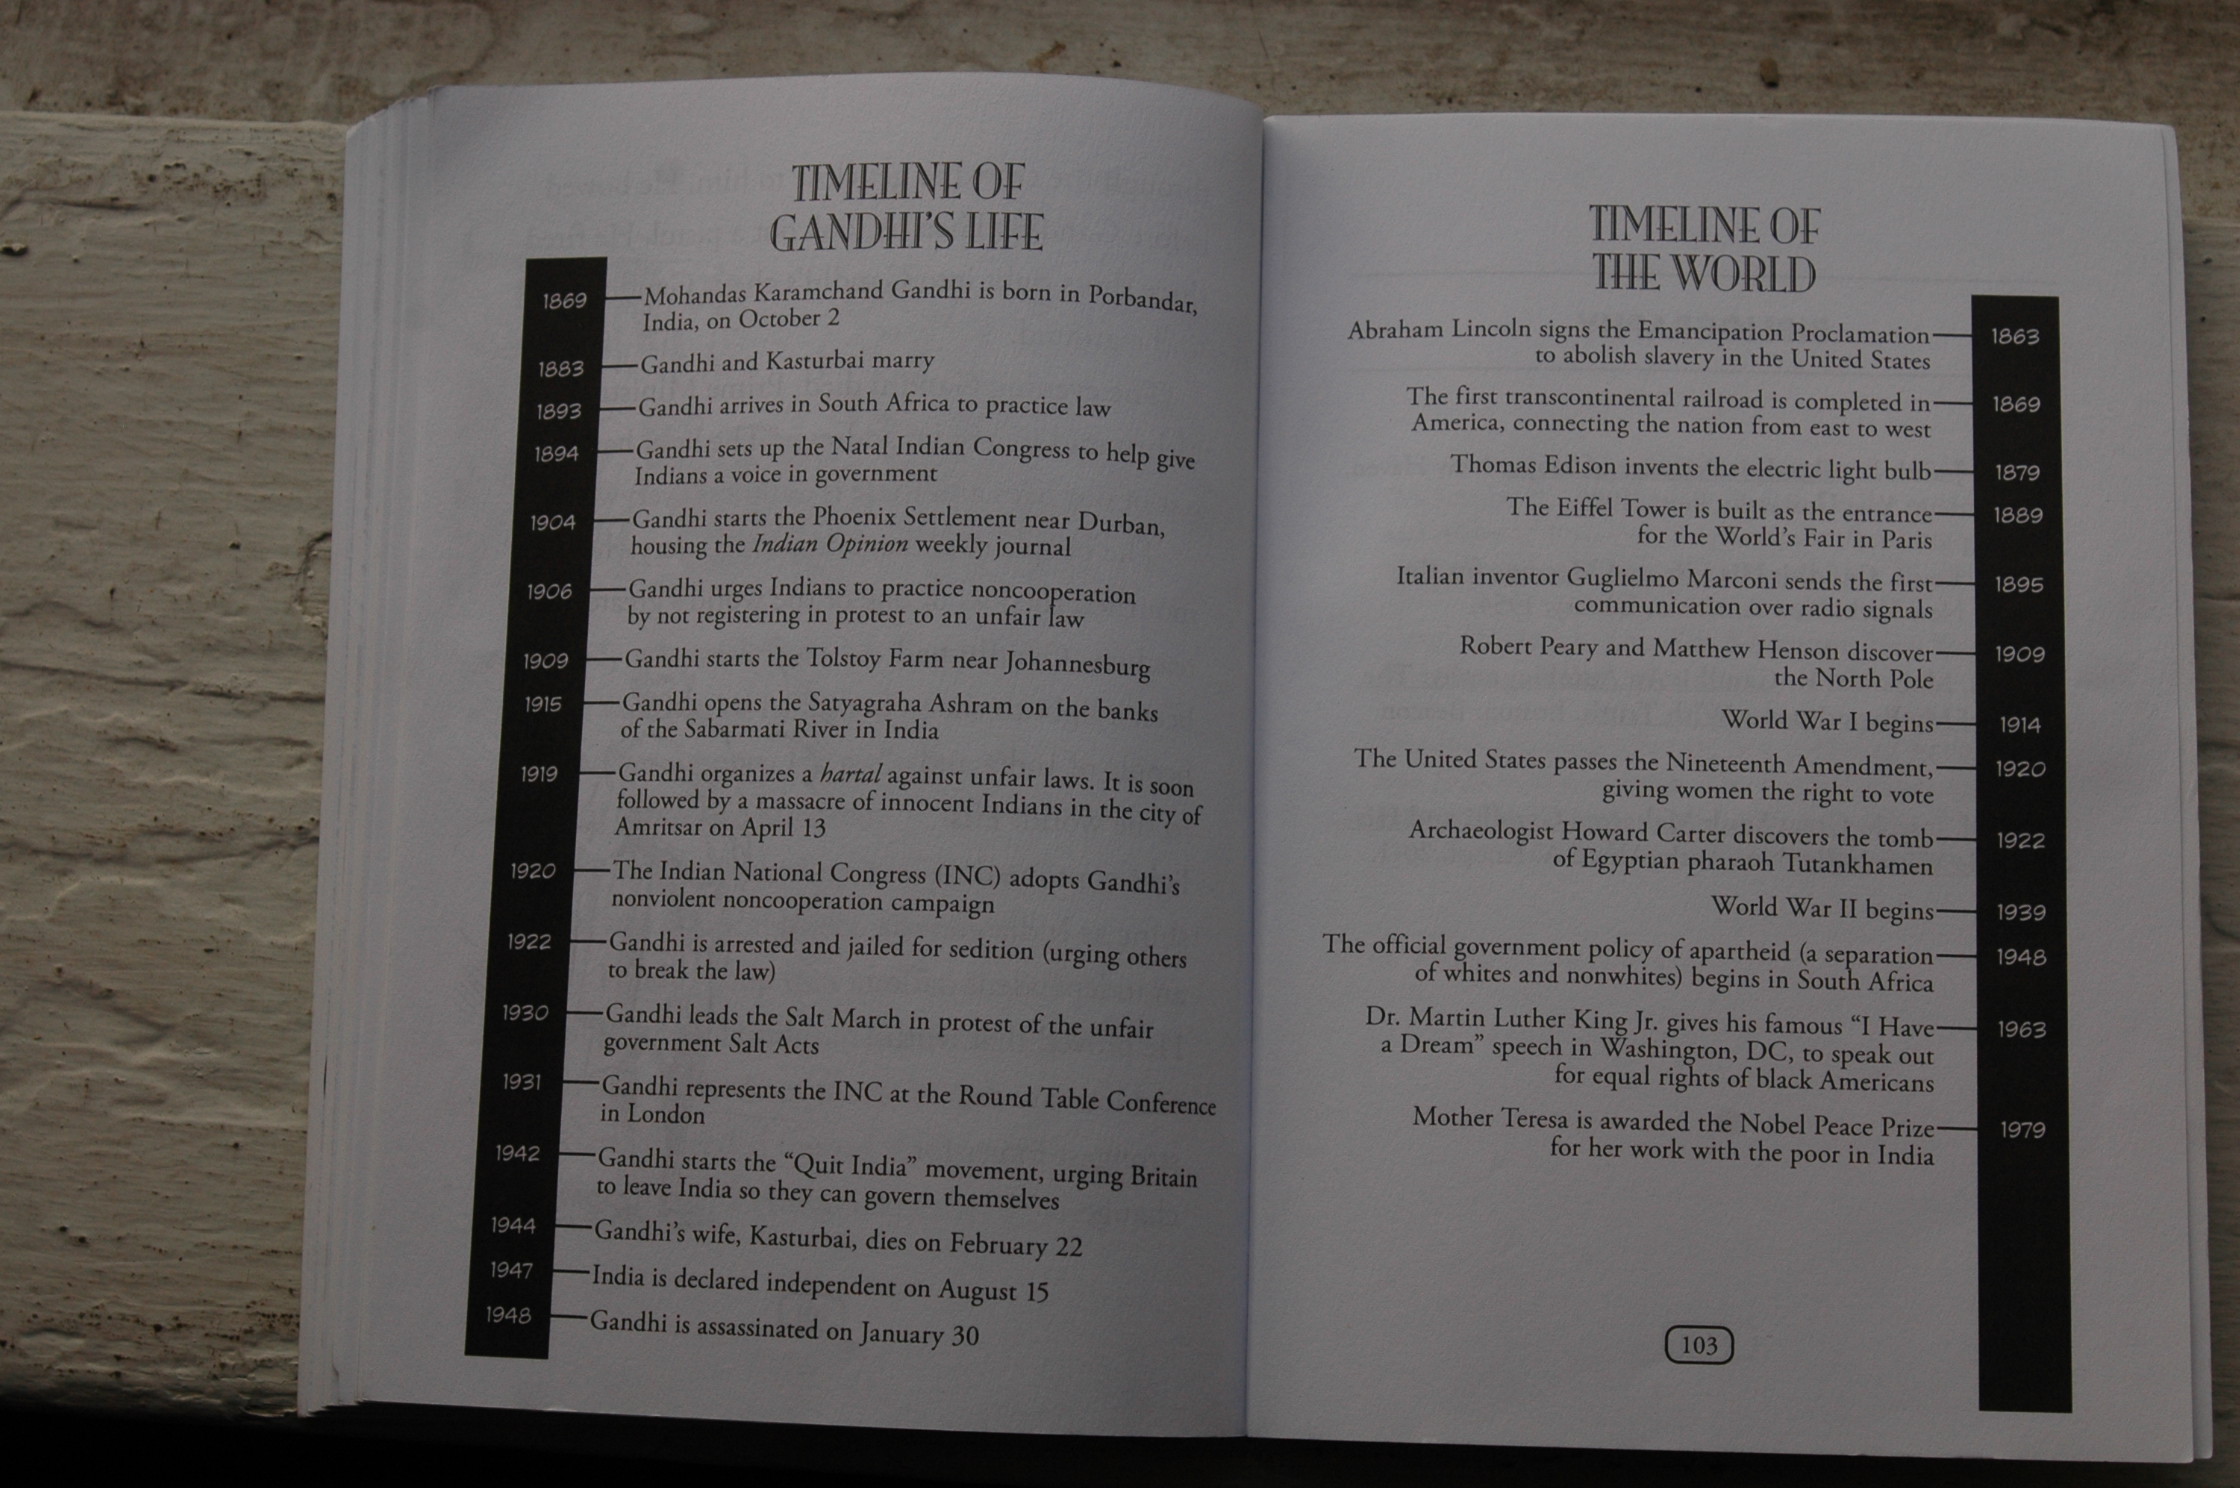 TIMELINE OF
GANDHI'S LIFE
1869 Mohandas Karamchand Gandhi is born in Porbandar,
India, on October 2
1883 Gandhi and Kasturbai marry
1893 Gandhi arrives in South Africa to practice law
1894 Gandhi sets up the Natal Indian Congress to help give
Indians a voice in government
1904 Gandhi starts the Phoenix Settlement near Durban,
housing the Indian Opinion weekly journal
1906 Gandhi urges Indians to practice noncooperation
by not registering in protest to an unfair law
1909 Gandhi starts the Tolstoy Farm near Johannesburg
1915 Gandhi opens the Satyagraha Ashram on the banks
of the Sabarmati River in India
1919 Gandhi organizes a hartal against unfair laws. It is soon
followed by a massacre of innocent Indians in the city of
Amritsar on April 13
1920 The Indian National Congress (INC) adopts Gandhi's
nonviolent noncooperation campaign
1922 Gandhi is arrested and jailed for sedition (urging others
to break the law)
1930 Gandhi leads the Salt March in protest of the unfair
government Salt Acts
1931 Gandhi represents the INC at the Round Table Conference
in London
1942 Gandhi starts the “Quit India” movement, urging Britain
to leave India so they can govern themselves
1944 Gandhi's wife, Kasturbai, dies on February 22
1947 India is declared independent on August 15
1948 Gandhi is assassinated on January 30
TIMELINE OF
THE WORLD
Abraham Lincoln signs the Emancipation Proclamation 1863
to abolish slavery in the United States
The first transcontinental railroad is completed in 1869
America, connecting the nation from east to west
Thomas Edison invents the electric light bulb 1879
The Eiffel Tower is built as the entrance 1889
for the World's Fair in Paris
Italian inventor Guglielmo Marconi sends the first 1895
communication over radio signals
Robert Peary and Matthew Henson discover 1909
the North Pole
World War I begins 1914
The United States passes the Nineteenth Amendment, 1920
giving women the right to vote
Archaeologist Howard Carter discovers the tomb 1922
of Egyptian pharaoh Tutankhamen
World War II begins 1939
The official government policy of apartheid (a separation 1948
of whites and nonwhites) begins in South Africa
Dr. Martin Luther King Jr. gives his famous “I Have 1963
a Dream” speech in Washington, DC, to speak out
for equal rights of black Americans
Mother Teresa is awarded the Nobel Peace Prize 1979
for her work with the poor in India
103